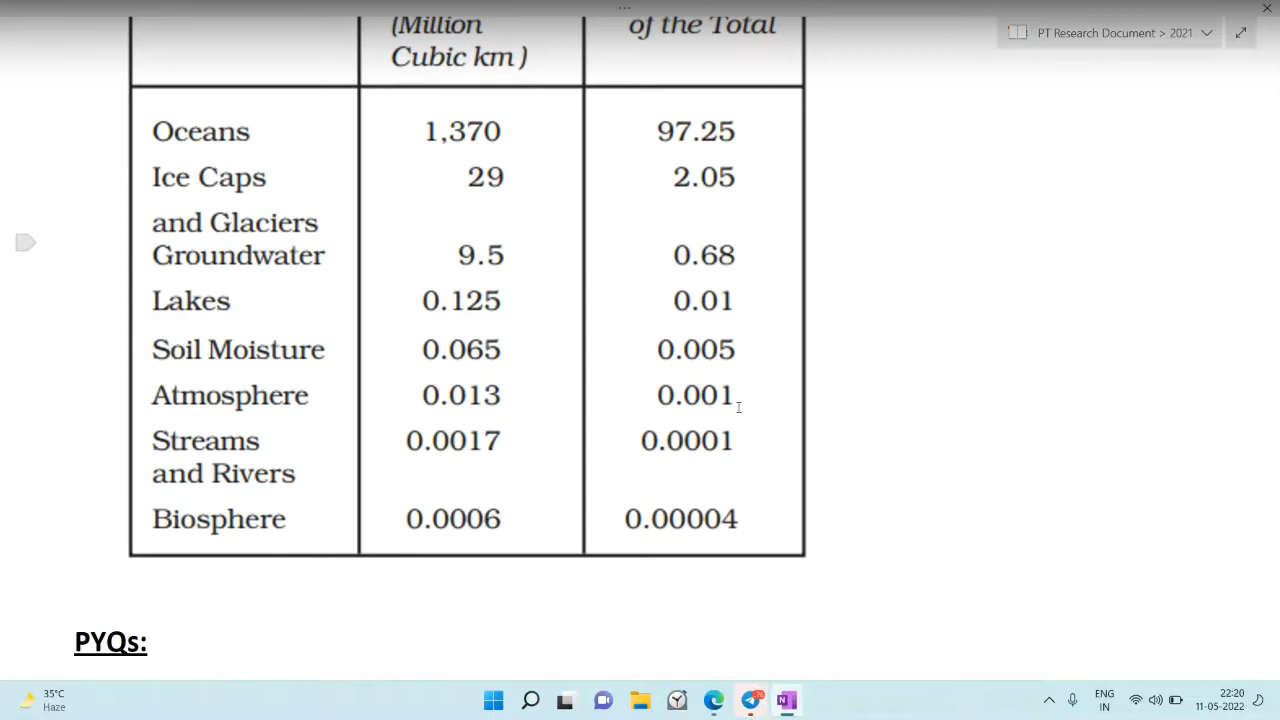 PT Research Document > 2021
(Million of the Total
Cubic km )
Oceans 1,370 97.25
Ice Caps 29 2.05
and Glaciers
Groundwater 9.5 0.68
Lakes 0.125 0.01
Soil Moisture 0.065 0.005
Atmosphere 0.013 0.001
Streams 0.0017 0.0001
and Rivers
Biosphere 0.0006 0.00004
PYQs:
35°C
Haze
76
N
ENG
IN
22:20
11-05-2022